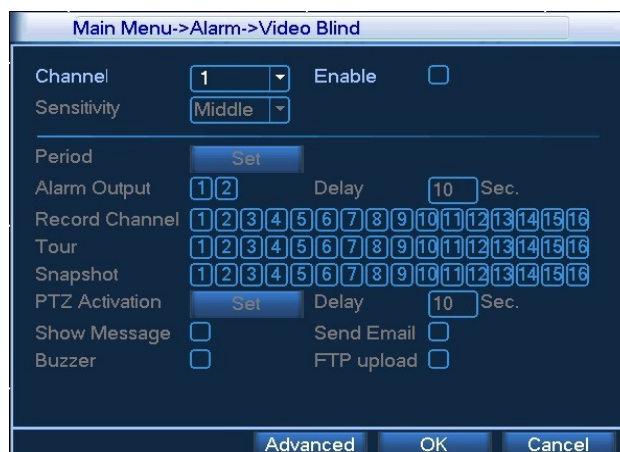 Main Menu->Alarm->Video Blind
Channel 1 Enable
Sensitivity Middle
Period Set
Alarm Output 1 2 Delay 10 Sec.
Record Channel 1 2 3 4 5 6 7 8 9 10 11 12 13 14 15 16
Tour 1 2 3 4 5 6 7 8 9 10 11 12 13 14 15 16
Snapshot 1 2 3 4 5 6 7 8 9 10 11 12 13 14 15 16
PTZ Activation Set Delay 10 Sec.
Show Message Send Email
Buzzer FTP upload
Advanced OK Cancel